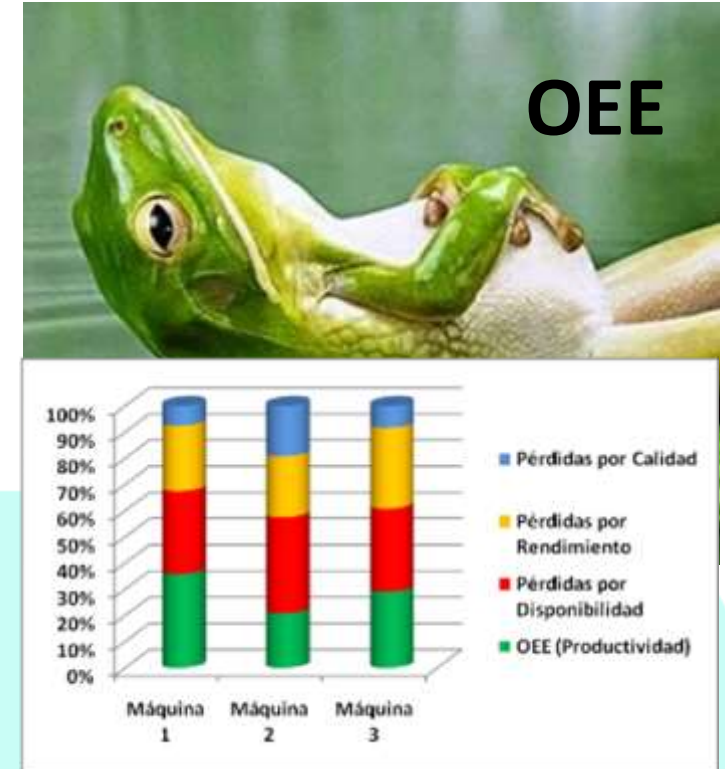 OEE
100%
90%
80%
70%
60%
50%
40%
30%
20%
10%
0%
Máquina
1
Máquina
2
Máquina
3
Pérdidas por Calidad
Pérdidas por
Rendimiento
Pérdidas por
Disponibilidad
OEE (Productividad)